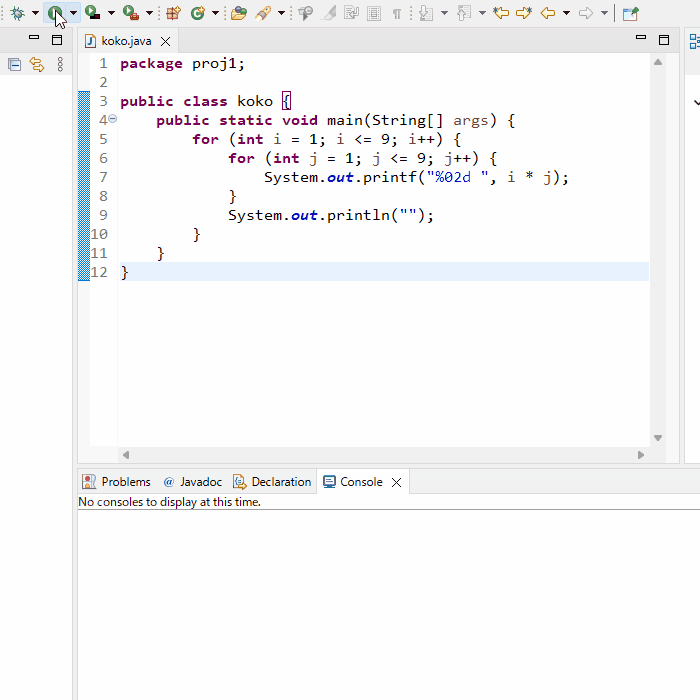 koko.java
1 package proj1;
2
3 public class koko {
4 public static void main(String[] args) {
5 for (int i = 1; i <= 9; i++) {
6 for (int j = 1; j <= 9; j++) {
7 System.out.printf("%02d ", i * j);
8 }
9 System.out.println("");
10 }
11 }
12 }
Problems @ Javadoc Declaration Console
No consoles to display at this time.